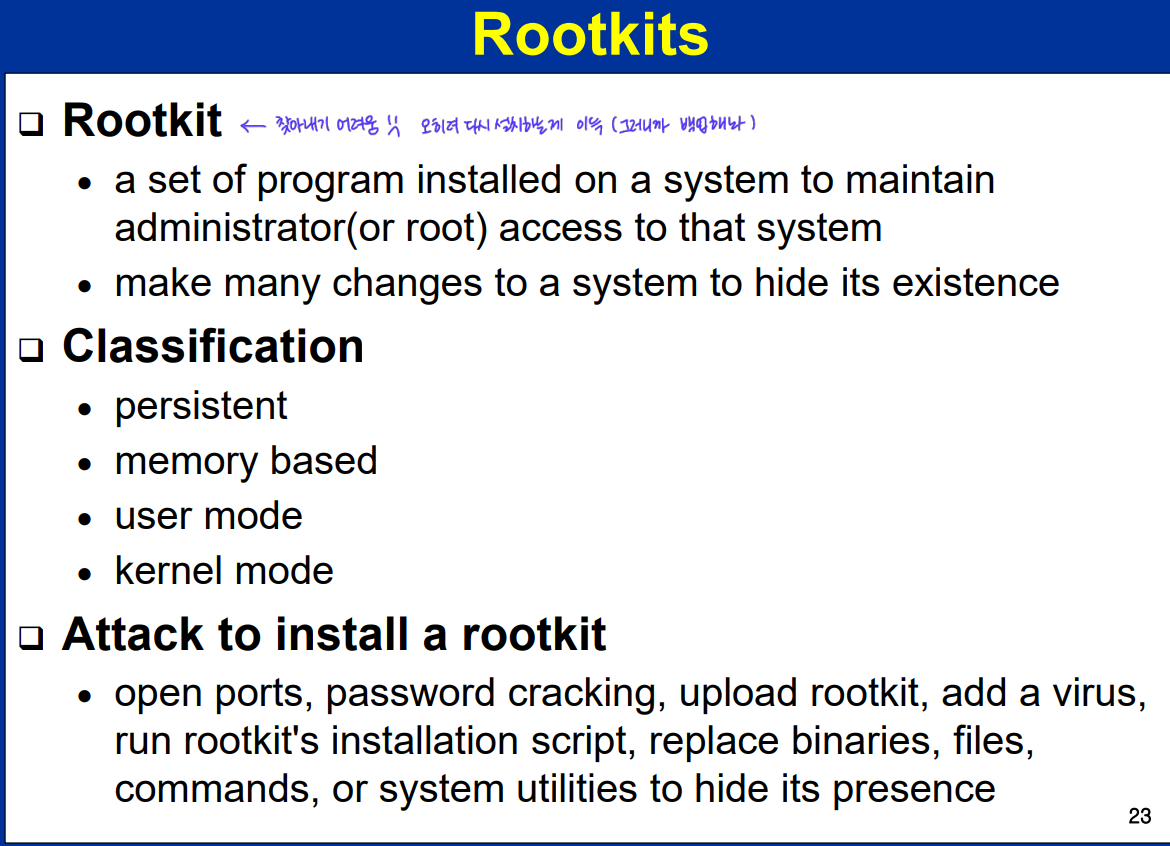 Rootkits
❑ Rootkit ← 찾아내기 어려움!! 오히려 다시 설치하는게 이득 (그러니까 백업해놔)
• a set of program installed on a system to maintain
administrator(or root) access to that system
• make many changes to a system to hide its existence
❑ Classification
• persistent
• memory based
• user mode
• kernel mode
❑ Attack to install a rootkit
• open ports, password cracking, upload rootkit, add a virus,
run rootkit's installation script, replace binaries, files,
commands, or system utilities to hide its presence
23